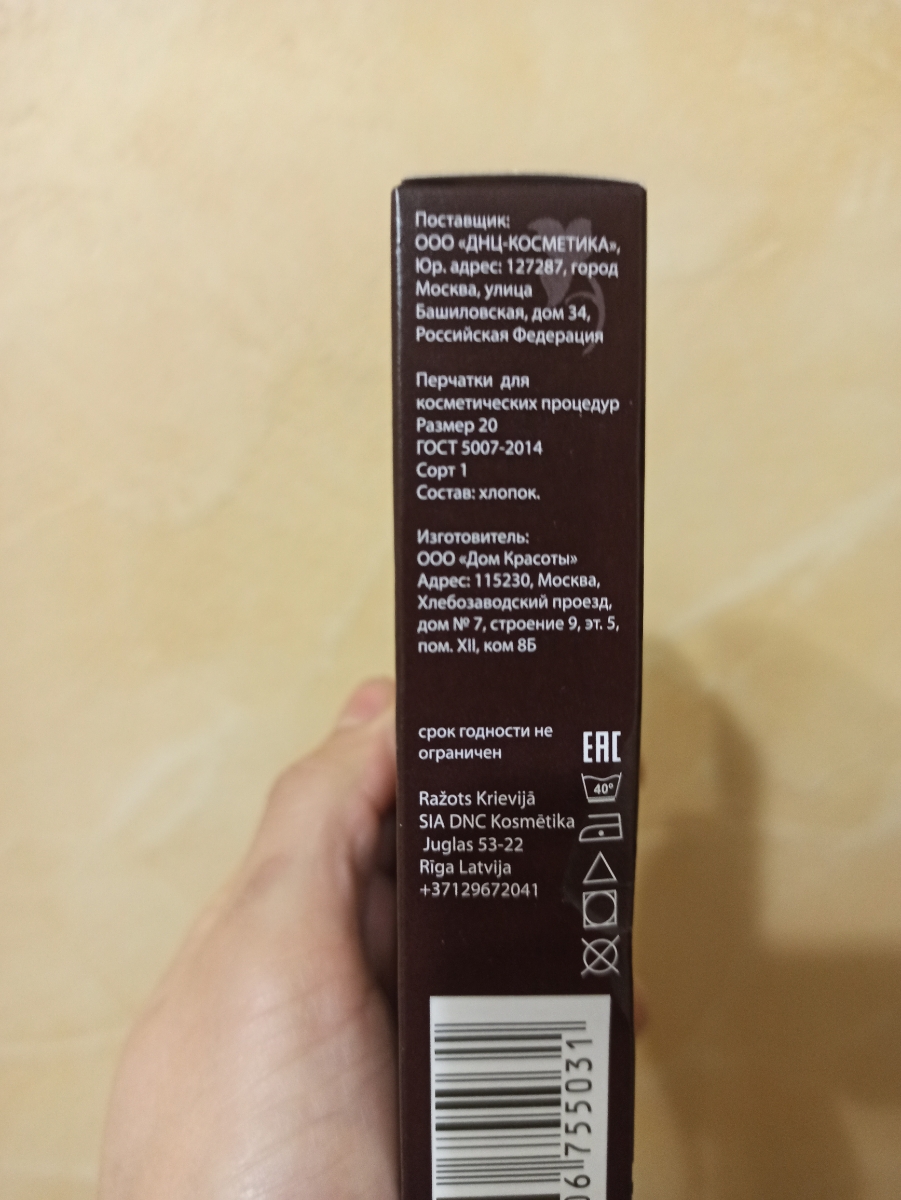 Поставщик:
ООО «ДНЦ-КОСМЕТИКА»,
Юр. адрес: 127287, город
Москва, улица
Башиловская, дом 34,
Российская Федерация
Перчатки для
косметических процедур
Размер 20
ГОСТ 5007-2014
Сорт 1
Состав: хлопок.
Изготовитель:
ООО «Дом Красоты»
Адрес: 115230, Москва,
Хлебозаводский проезд,
дом № 7, строение 9, эт. 5,
пом. XII, ком 8Б
срок годности не
ограничен
EAC
40°
Ražots Krievijā
SIA DNC Kosmētika
Juglas 53-22
Rīga Latvija
+37129672041
06 755031